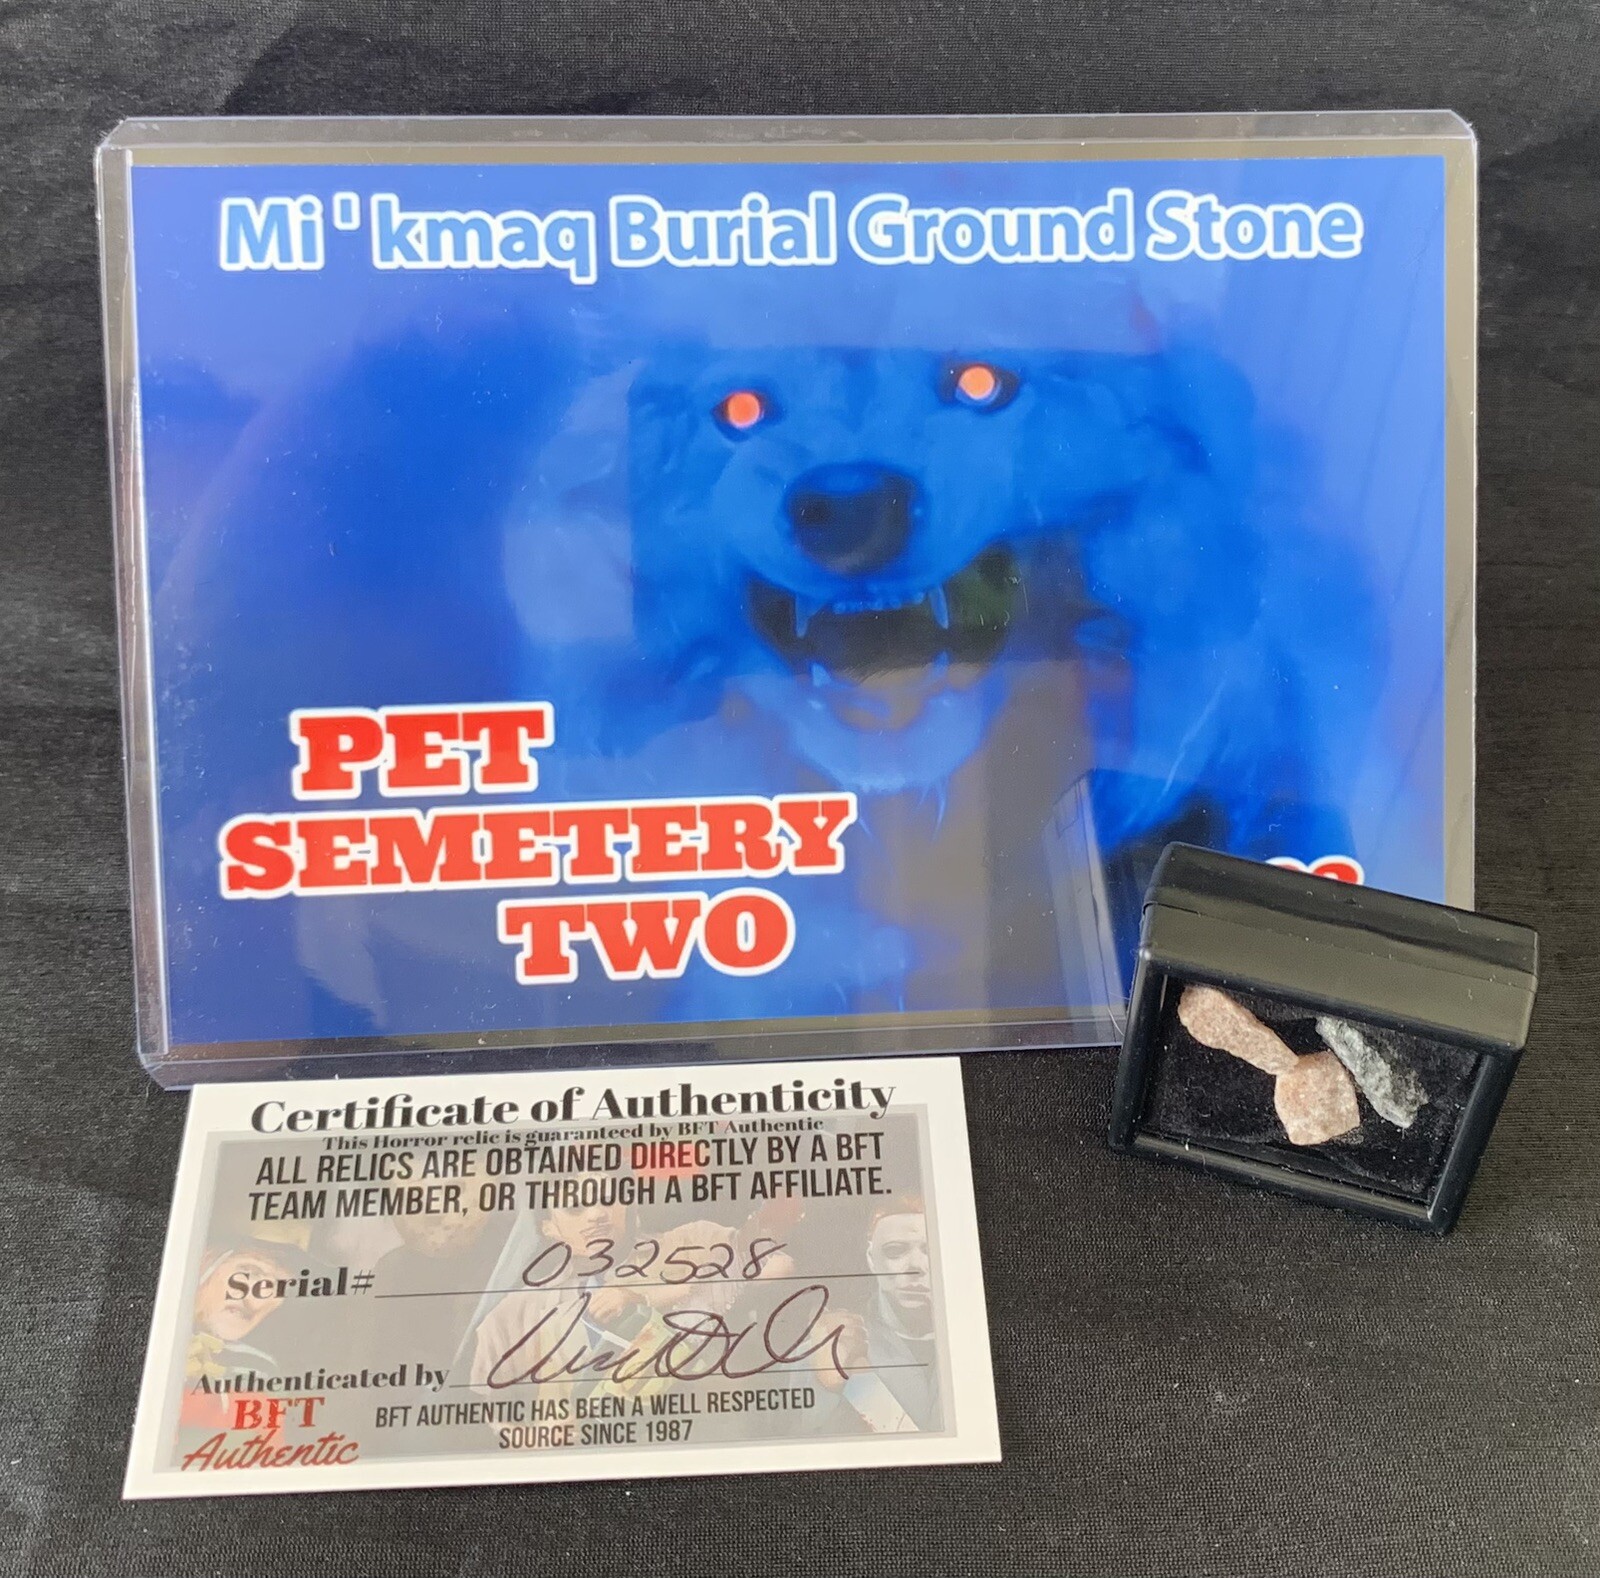 Mi'kmaq Burial Ground Stone
PET
SEMETERY
TWO
Certificate of Authenticity
This Horror relic is guaranteed by BFT Authentic
ALL RELICS ARE OBTAINED DIRECTLY BY A BFT
TEAM MEMBER, OR THROUGH A BFT AFFILIATE.
Serial# 032528
Authenticated by
BFT
Authentic
BFT AUTHENTIC HAS BEEN A WELL RESPECTED
SOURCE SINCE 1987